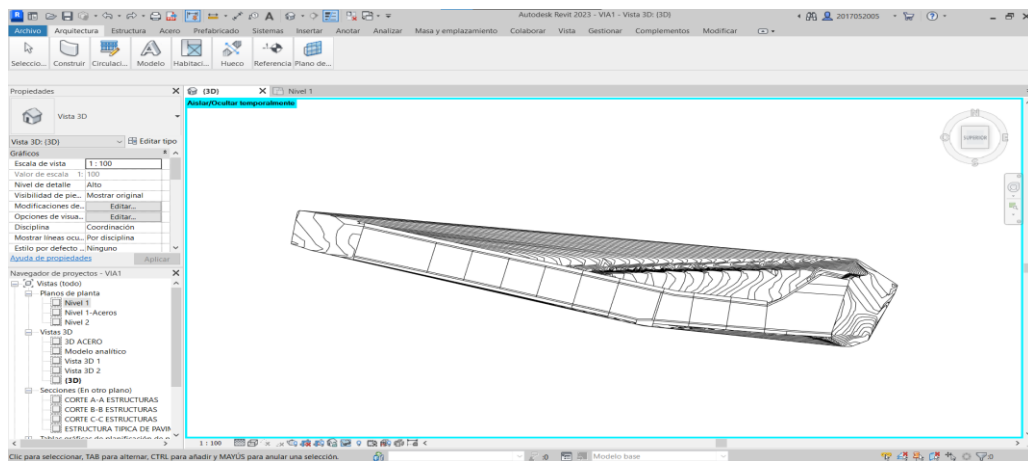 Autodesk Revit 2023 - VIA1 - Vista 3D: {3D}
2017052005
Archivo Arquitectura Estructura Acero Prefabricado Sistemas Insertar Anotar Analizar Masa y emplazamiento Colaborar Vista Gestionar Complementos Modificar
Seleccio... Construir Circulaci... Modelo Habitaci... Hueco Referencia Plano de...
Propiedades
{3D}
Nivel 1
Aislar/Ocultar temporalmente
Vista 3D
Vista 3D: {3D}
Editar tipo
Gráficos
Escala de vista 1 : 100
Valor de escala 1: 100
Nivel de detalle Alto
Visibilidad de pie... Mostrar original
Modificaciones de... Editar...
Opciones de visua... Editar...
Disciplina Coordinación
Mostrar líneas ocu... Por disciplina
Estilo por defecto ... Ninguno
Ayuda de propiedades
Aplicar
Navegador de proyectos - VIA1
Vistas (todo)
Planos de planta
Nivel 1
Nivel 1-Aceros
Nivel 2
Vistas 3D
3D ACERO
Modelo analítico
Vista 3D 1
Vista 3D 2
{3D}
Secciones (En otro plano)
CORTE A-A ESTRUCTURAS
CORTE B-B ESTRUCTURAS
CORTE C-C ESTRUCTURAS
ESTRUCTURA TIPICA DE PAVIM
1 : 100
Clic para seleccionar, TAB para alternar, CTRL para añadir y MAYÚS para anular una selección.
:0
Modelo base